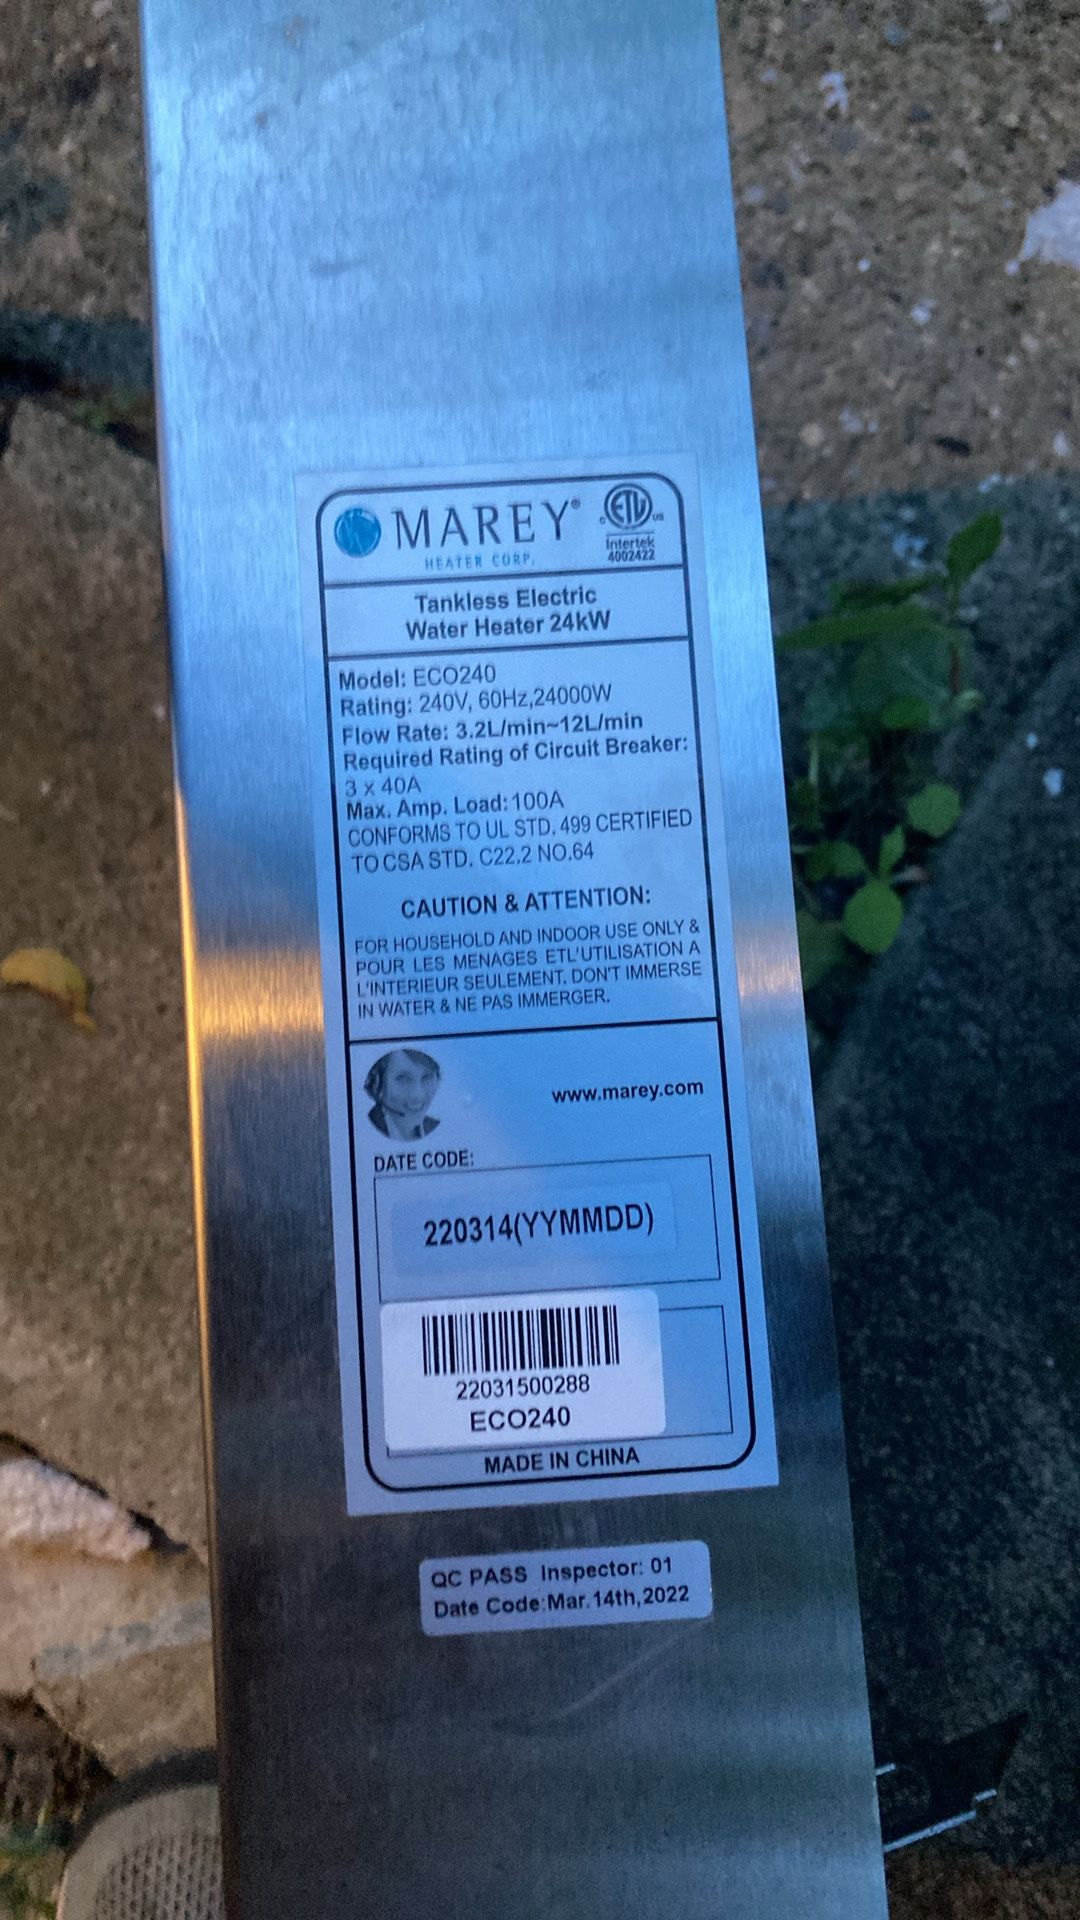 MAREY®
HEATER CORP.
c ETL us
Intertek
4002422
Tankless Electric
Water Heater 24kW
Model: ECO240
Rating: 240V, 60Hz,24000W
Flow Rate: 3.2L/min~12L/min
Required Rating of Circuit Breaker:
3 x 40A
Max. Amp. Load: 100A
CONFORMS TO UL STD. 499 CERTIFIED
TO CSA STD. C22.2 NO.64
CAUTION & ATTENTION:
FOR HOUSEHOLD AND INDOOR USE ONLY &
POUR LES MENAGES ETL'UTILISATION A
L'INTERIEUR SEULEMENT. DON'T IMMERSE
IN WATER & NE PAS IMMERGER.
www.marey.com
DATE CODE:
220314(YYMMDD)
22031500288
ECO240
MADE IN CHINA
QC PASS Inspector: 01
Date Code:Mar.14th,2022